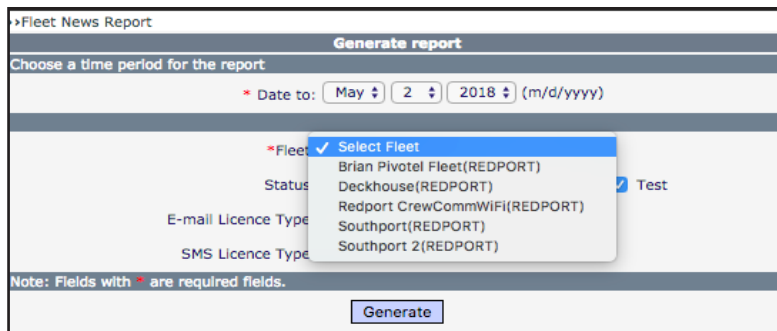 ››Fleet News Report
Generate report
Choose a time period for the report
* Date to: May 2 2018 (m/d/yyyy)
*Fleet ✓ Select Fleet
Brian Pivotel Fleet(REDPORT)
Status Deckhouse(REDPORT) Test
Redport CrewCommWiFi(REDPORT)
E-mail Licence Type Southport(REDPORT)
SMS Licence Type Southport 2(REDPORT)
Note: Fields with * are required fields.
Generate